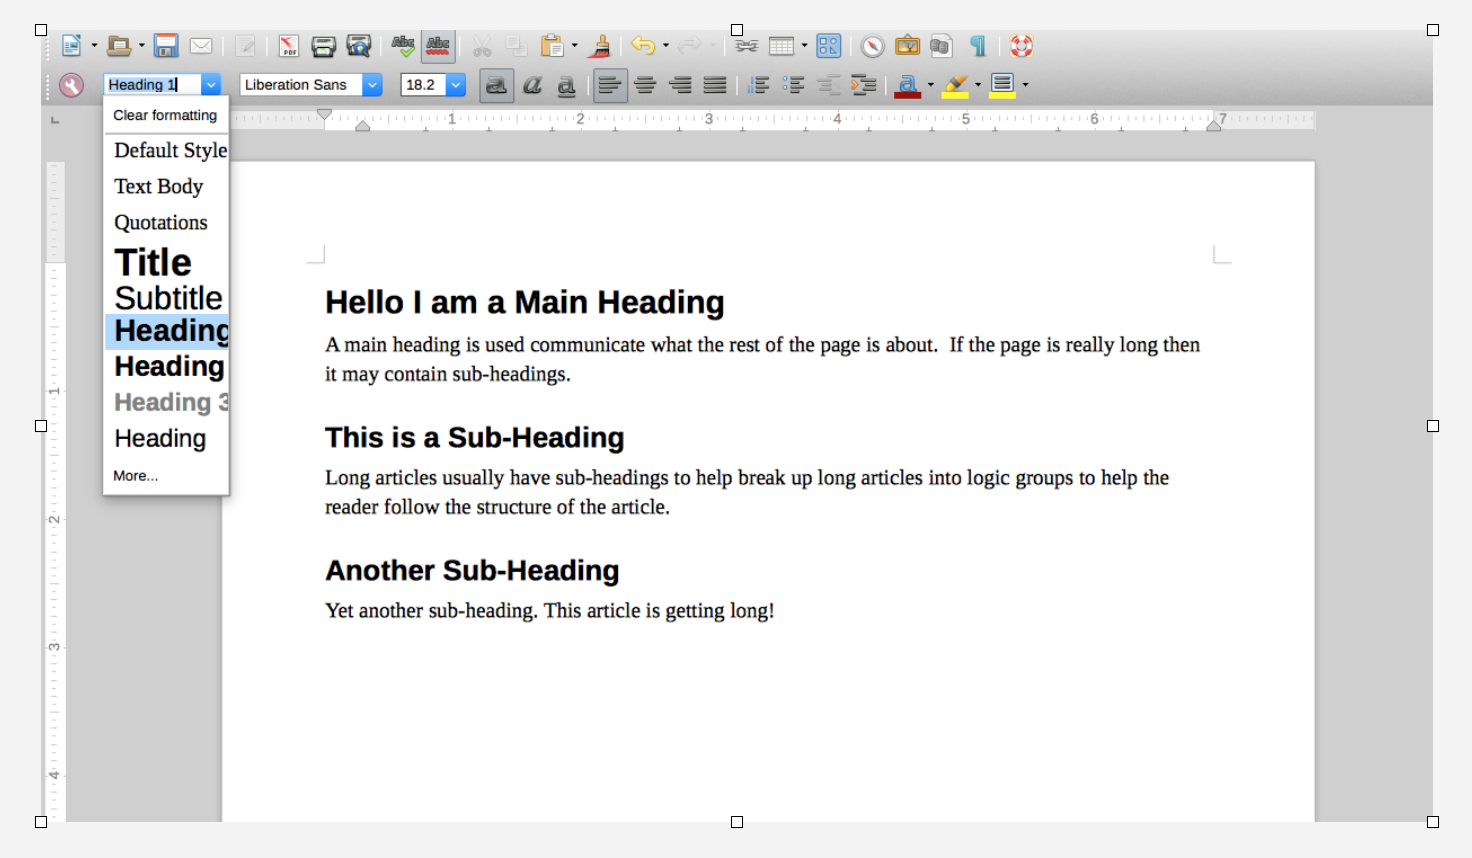 PDF
Abc
Abc
Heading 1
Liberation Sans
18.2
a
a
a
a
Clear formatting
Default Style
Text Body
Quotations
Title
Subtitle
Heading
Heading
Heading 3
Heading
More...
1 2 3 4 5 6 7
1
2
3
4
Hello I am a Main Heading
A main heading is used communicate what the rest of the page is about.  If the page is really long then
it may contain sub-headings.
This is a Sub-Heading
Long articles usually have sub-headings to help break up long articles into logic groups to help the
reader follow the structure of the article.
Another Sub-Heading
Yet another sub-heading. This article is getting long!